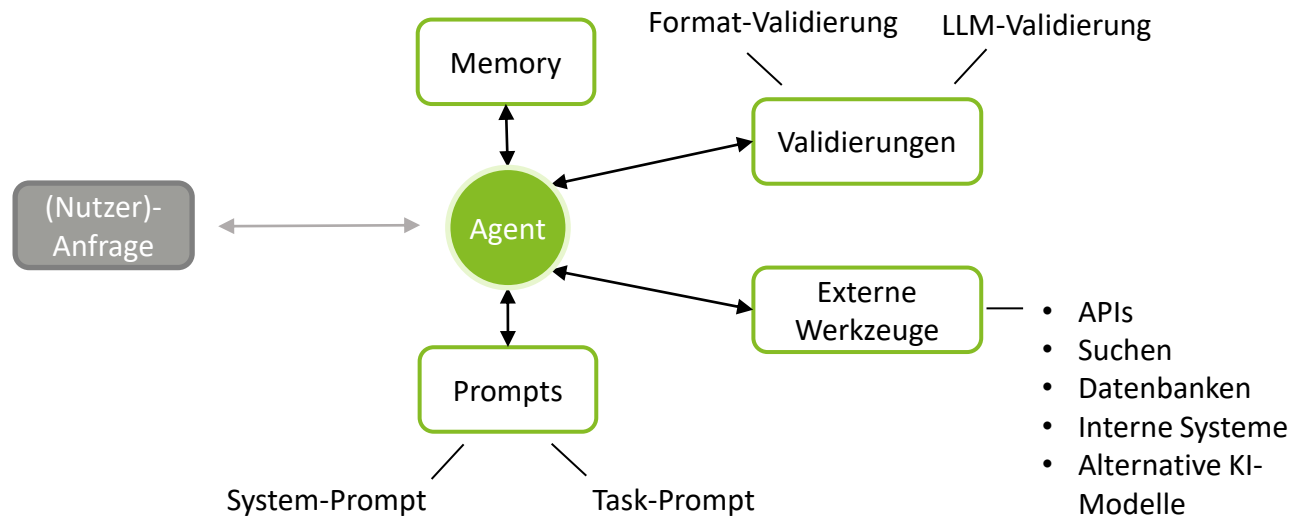 Format-Validierung
LLM-Validierung
Memory
Validierungen
(Nutzer)-
Anfrage
Agent
Externe
Werkzeuge
• APIs
• Suchen
• Datenbanken
• Interne Systeme
• Alternative KI-
Modelle
Prompts
System-Prompt
Task-Prompt